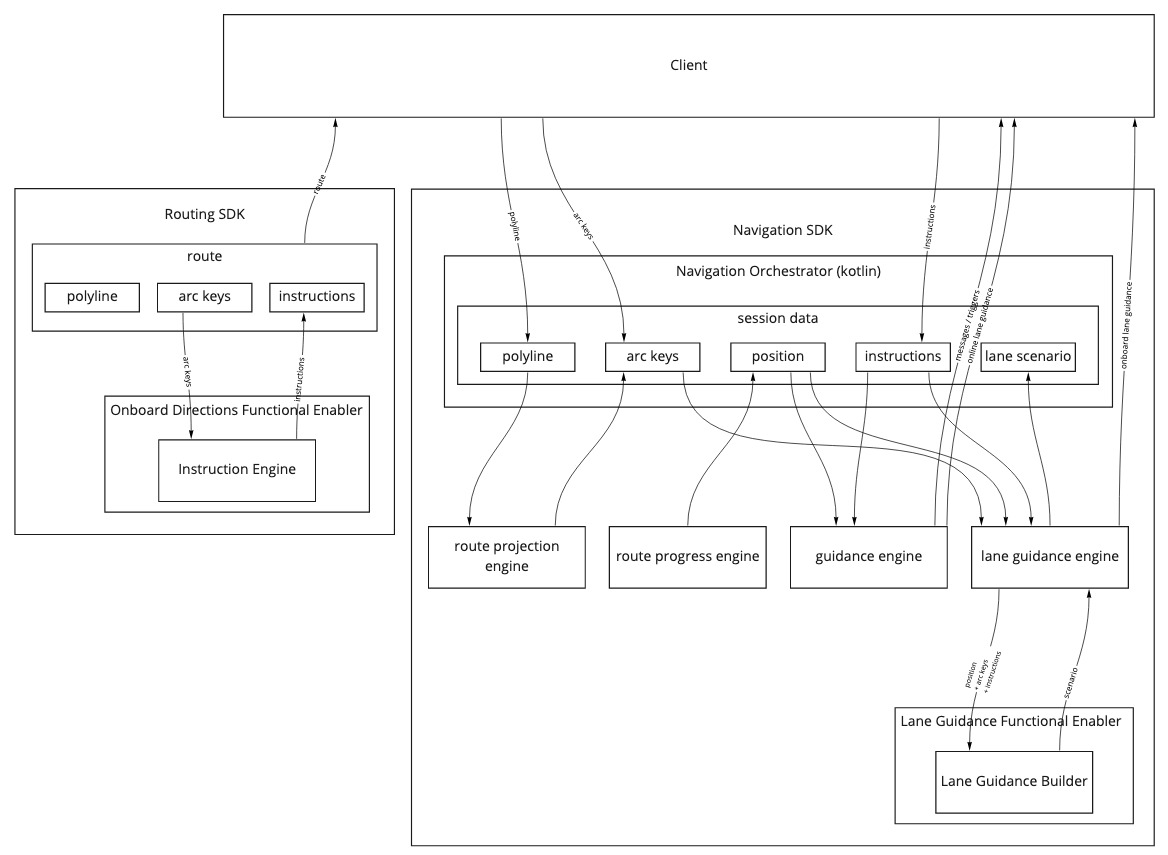 Client
route
polyline
arc keys
instructions
Routing SDK
route
polyline
arc keys
instructions
arc keys
instructions
Onboard Directions Functional Enabler
Instruction Engine
Navigation SDK
Navigation Orchestrator (kotlin)
session data
polyline
arc keys
position
instructions
lane scenario
messages / triggers
online lane guidance
onboard lane guidance
route projection
engine
route progress engine
guidance engine
lane guidance engine
position
+ arc keys
+ instructions
scenario
Lane Guidance Functional Enabler
Lane Guidance Builder